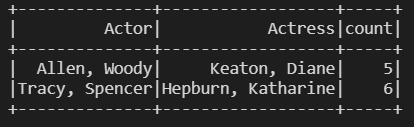 +--------------+------------------+-----+
|         Actor|           Actress|count|
+--------------+------------------+-----+
|  Allen, Woody|     Keaton, Diane|    5|
|Tracy, Spencer|Hepburn, Katharine|    6|
+--------------+------------------+-----+